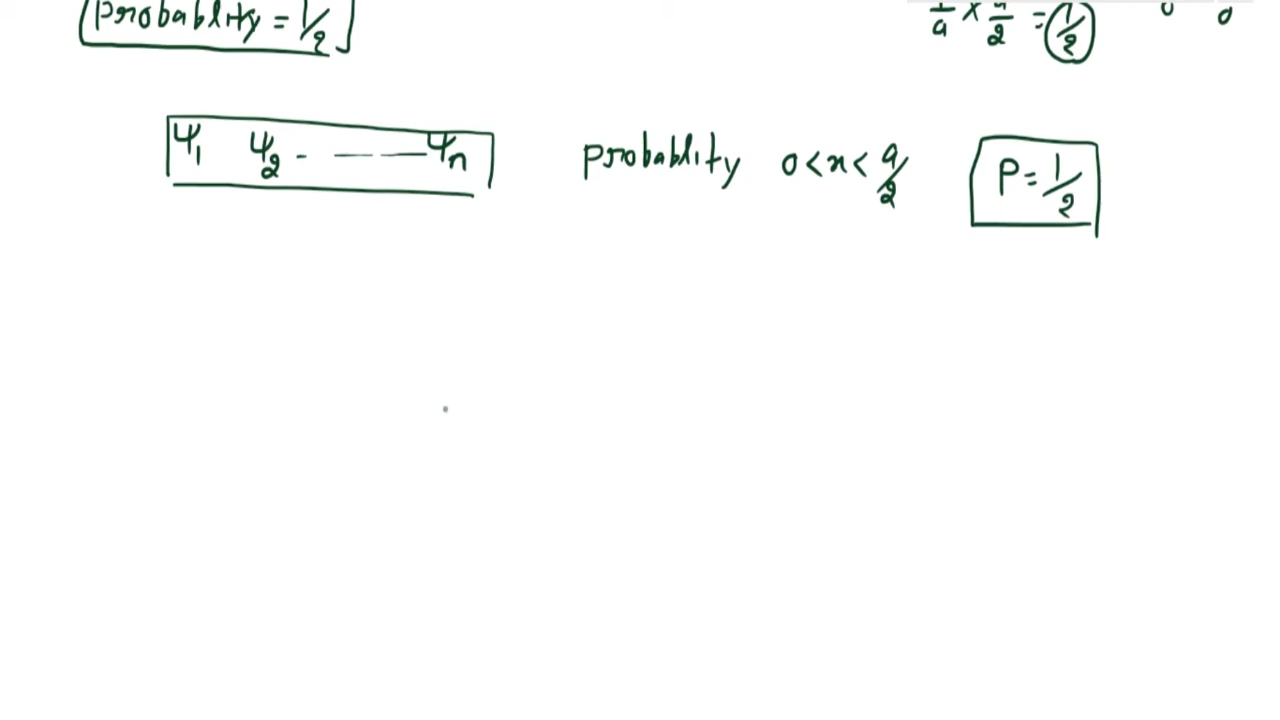 probablity = 1/2
1/a × a/2 = 1/2
ψ1 ψ2 - — — — ψn probablity 0 < x < a/2 P = 1/2